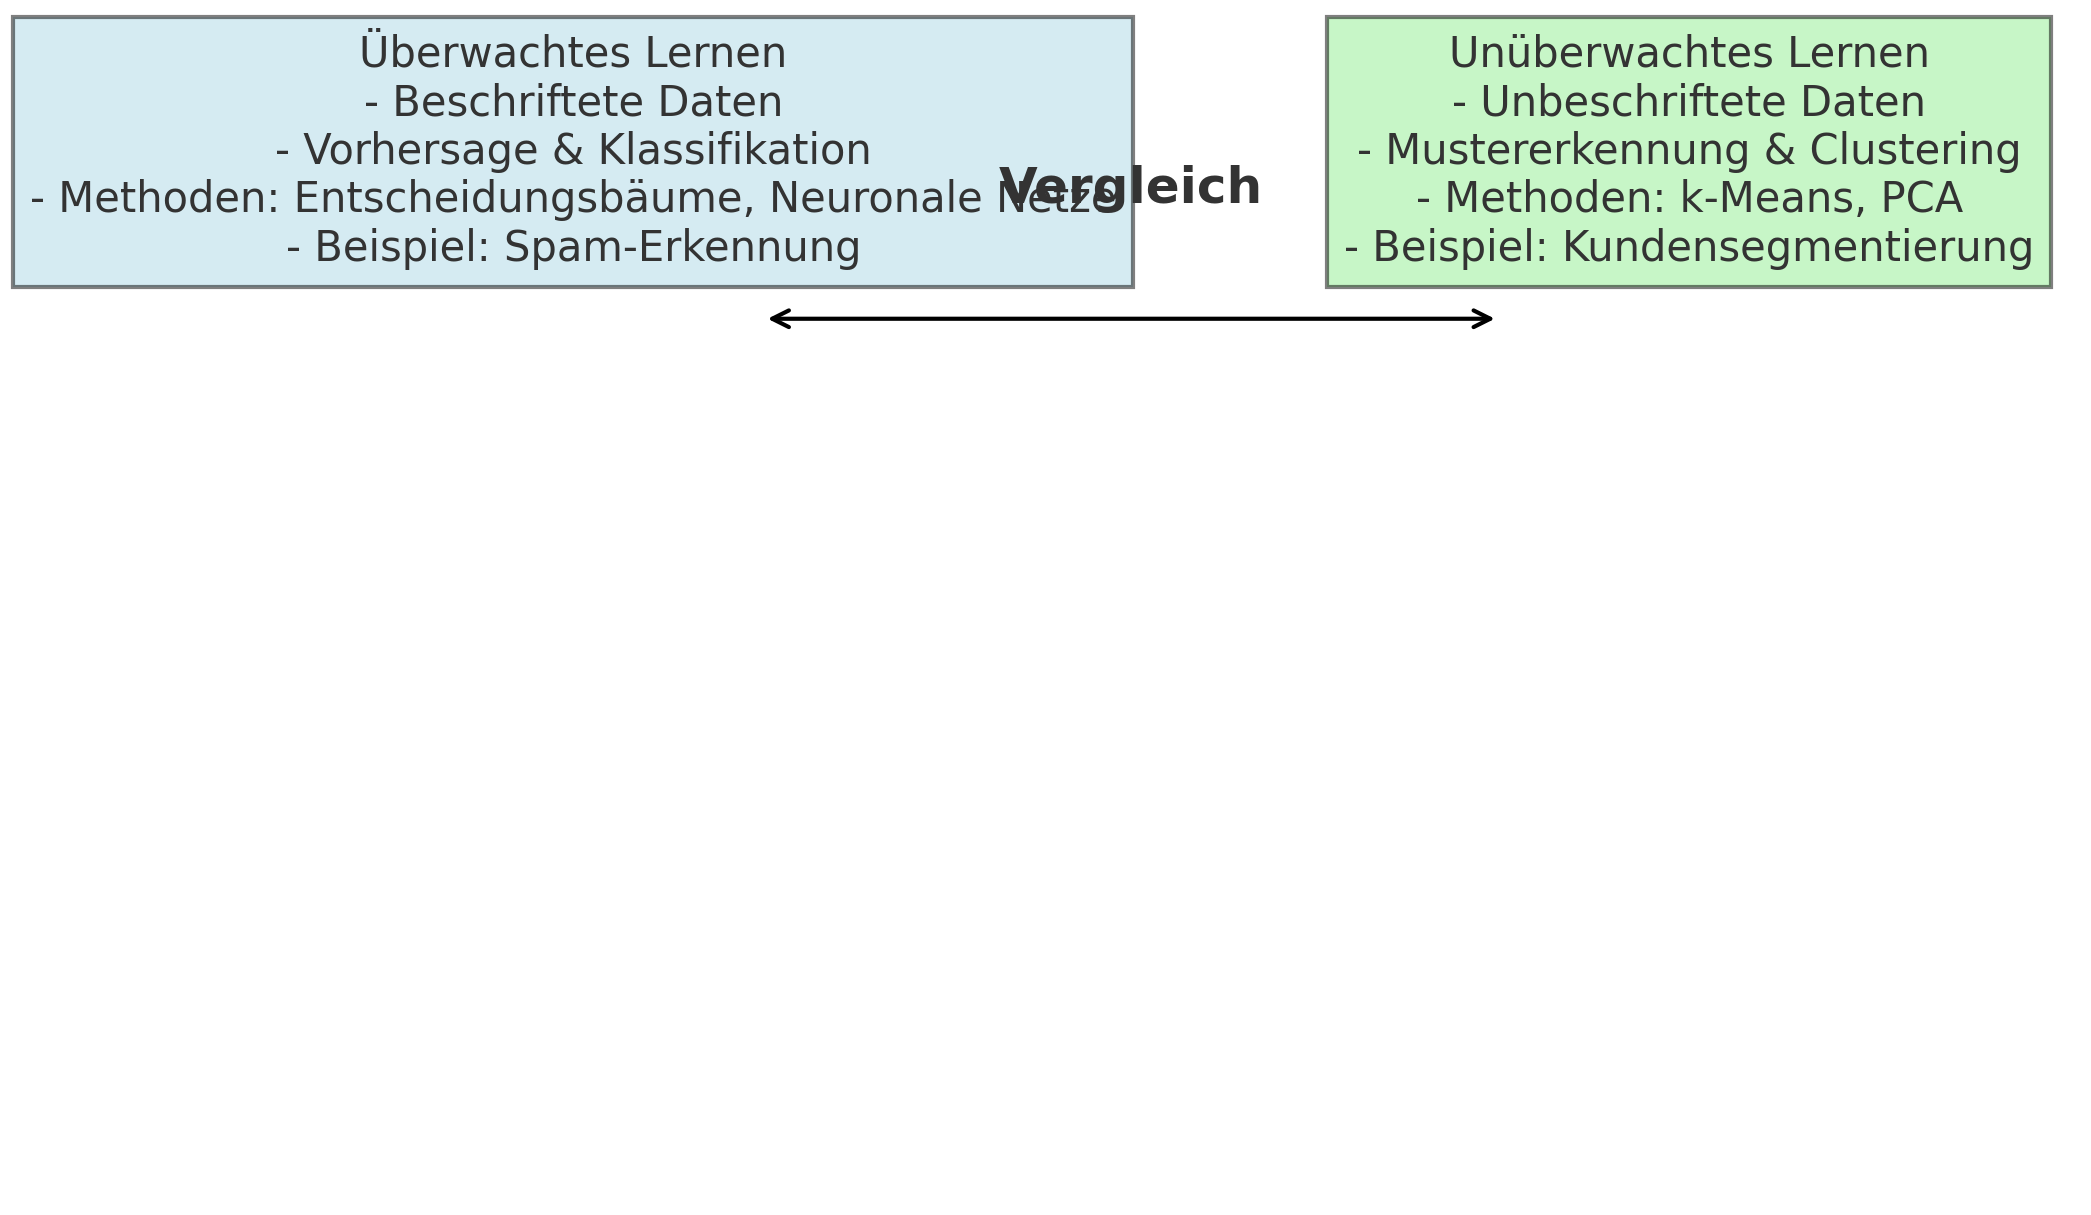 Überwachtes Lernen
- Beschriftete Daten
- Vorhersage & Klassifikation
- Methoden: Entscheidungsbäume, Neuronale Netze
- Beispiel: Spam-Erkennung
Vergleich
Unüberwachtes Lernen
- Unbeschriftete Daten
- Mustererkennung & Clustering
- Methoden: k-Means, PCA
- Beispiel: Kundensegmentierung